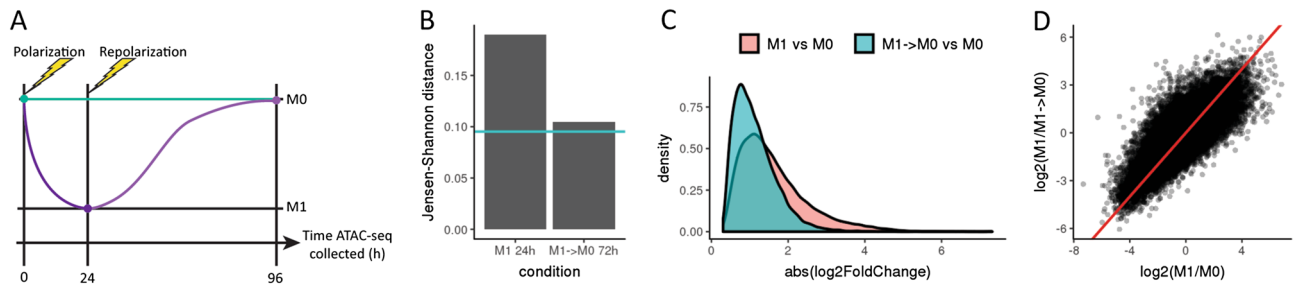 A
Polarization
Repolarization
M0
M1
Time ATAC-seq
collected (h)
0
24
96
B
Jensen-Shannon distance
0.15
0.10
0.05
0.00
M1 24h
M1->M0 72h
condition
C
M1 vs M0
M1->M0 vs M0
density
0.75
0.50
0.25
0.00
0
2
4
6
abs(log2FoldChange)
D
log2(M1/M1->M0)
6
3
0
-3
-6
-8
-4
0
4
log2(M1/M0)